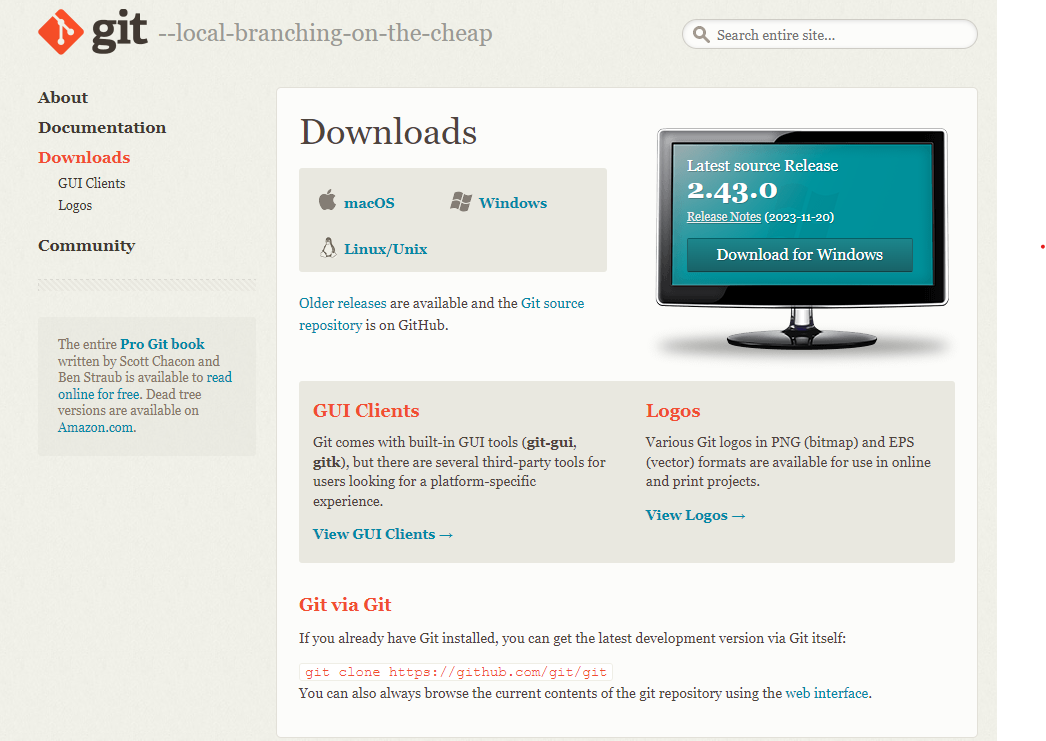 git --local-branching-on-the-cheap
Search entire site...
About
Documentation
Downloads
GUI Clients
Logos
Community
The entire Pro Git book
written by Scott Chacon and
Ben Straub is available to read
online for free. Dead tree
versions are available on
Amazon.com.
Downloads
macOS
Windows
Linux/Unix
Older releases are available and the Git source
repository is on GitHub.
Latest source Release
2.43.0
Release Notes (2023-11-20)
Download for Windows
GUI Clients
Git comes with built-in GUI tools (git-gui,
gitk), but there are several third-party tools for
users looking for a platform-specific
experience.
View GUI Clients →
Logos
Various Git logos in PNG (bitmap) and EPS
(vector) formats are available for use in online
and print projects.
View Logos →
Git via Git
If you already have Git installed, you can get the latest development version via Git itself:
git clone https://github.com/git/git
You can also always browse the current contents of the git repository using the web interface.